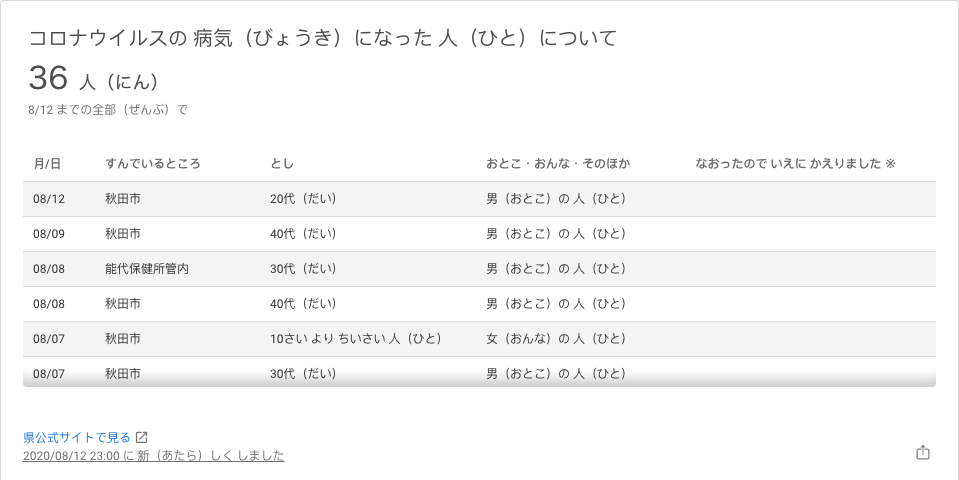 コロナウイルスの 病気（びょうき）になった 人（ひと）について
36 人（にん）
8/12 までの全部（ぜんぶ）で
月/日 すんでいるところ とし おとこ・おんな・そのほか なおったので いえに かえりました ※
08/12 秋田市 20代（だい） 男（おとこ）の 人（ひと）
08/09 秋田市 40代（だい） 男（おとこ）の 人（ひと）
08/08 能代保健所管内 30代（だい） 男（おとこ）の 人（ひと）
08/08 秋田市 40代（だい） 男（おとこ）の 人（ひと）
08/07 秋田市 10さい より ちいさい 人（ひと） 女（おんな）の 人（ひと）
08/07 秋田市 30代（だい） 男（おとこ）の 人（ひと）
県公式サイトで見る
2020/08/12 23:00 に 新（あたら）しく しました